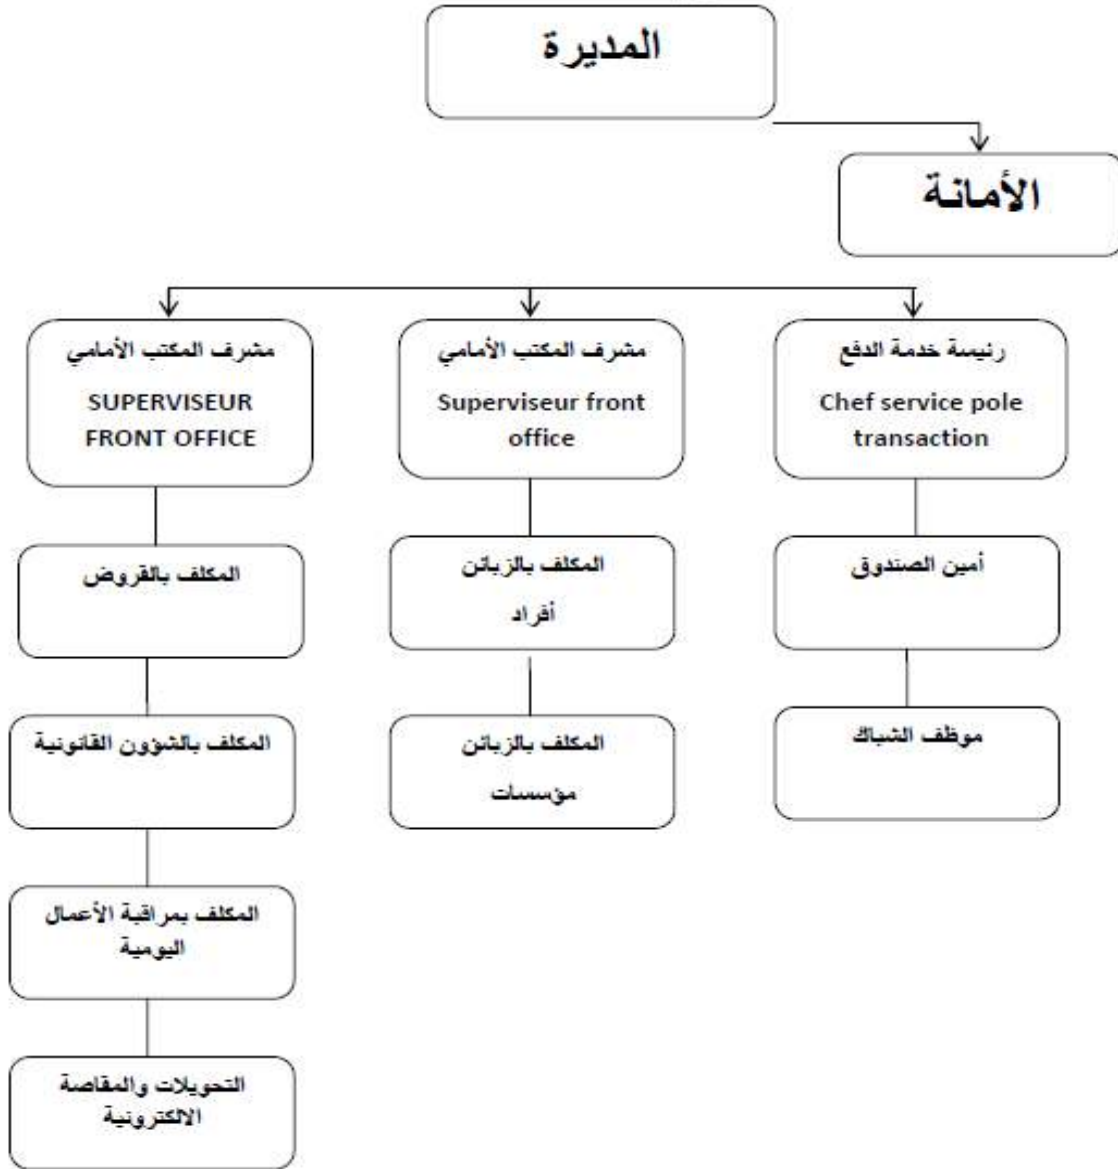 المديرة
الأمانة
رئيسة خدمة الدفع
Chef service pole
transaction
أمين الصندوق
موظف الشباك
مشرف المكتب الأمامي
Superviseur front
office
المكلف بالزبائن
أفراد
المكلف بالزبائن
مؤسسات
مشرف المكتب الأمامي
SUPERVISEUR
FRONT OFFICE
المكلف بالقروض
المكلف بالشؤون القانونية
المكلف بمراقبة الأعمال
اليومية
التحويلات والمقاصة
الالكترونية